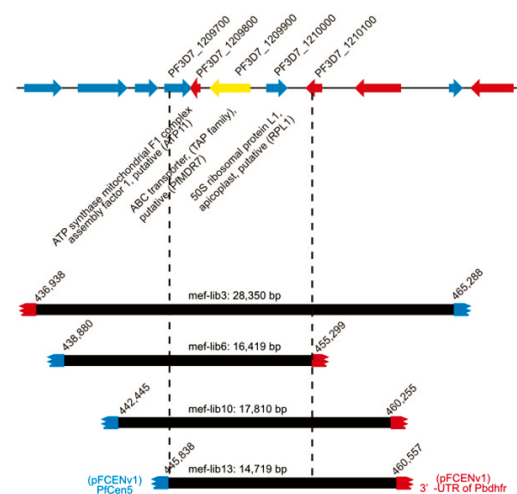 PF3D7_1209700
PF3D7_1209800
PF3D7_1209900
PF3D7_1210000
PF3D7_1210100
ATP synthase mitochondrial F1 complex
assembly factor 1, putative (ATP11)
ABC transporter, (TAP family),
putative (PfMDR7)
50S ribosomal protein L1,
apicoplast, putative (RPL1)
436,938
mef-lib3: 28,350 bp
465,288
438,880
mef-lib6: 16,419 bp
455,299
442,445
mef-lib10: 17,810 bp
460,255
445,838
mef-lib13: 14,719 bp
460,557
(pFCENv1)
PfCen5
(pFCENv1)
3' -UTR of Pbdhfr